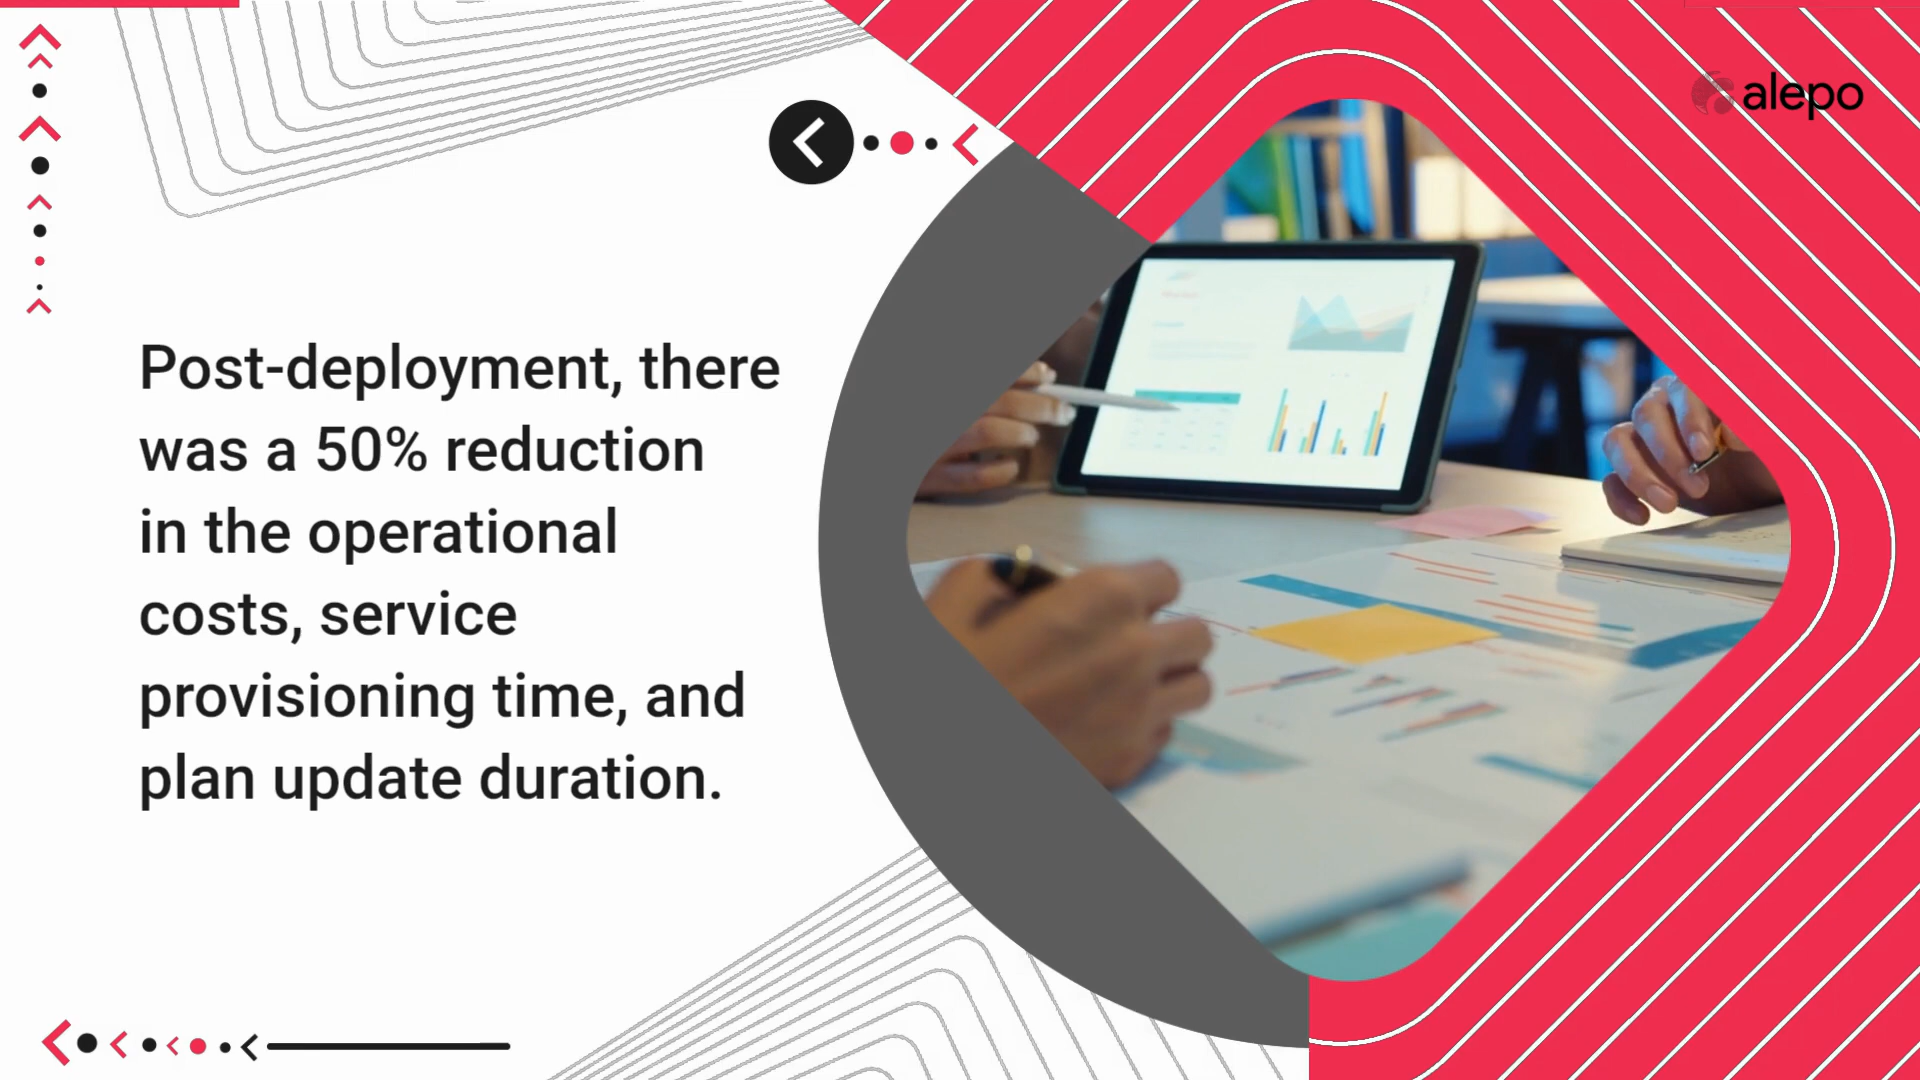 alepo
Post-deployment, there
was a 50% reduction
in the operational
costs, service
provisioning time, and
plan update duration.